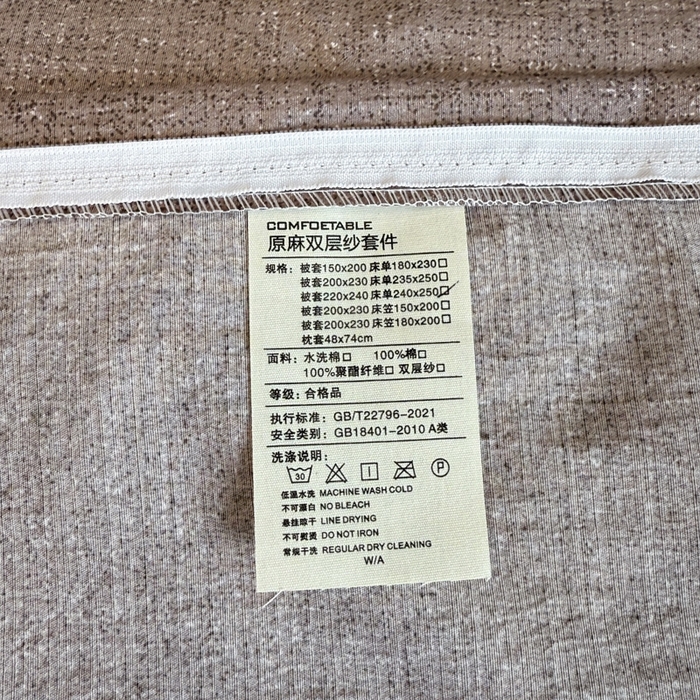 COMFDETABLE
原麻双层纱套件
规格：被套150x200 床单180x230□
被套200x230 床单235x250□
被套220x240 床单240x250☑
被套200x230 床笠150x200□
被套200x230 床笠180x200□
枕套48x74cm
面料：水洗棉□ 100%棉□
100%聚酯纤维□ 双层纱□
等级：合格品
执行标准：GB/T22796-2021
安全类别：GB18401-2010 A类
洗涤说明：
30 P
低温水洗 MACHINE WASH COLD
不可漂白 NO BLEACH
悬挂晾干 LINE DRYING
不可熨烫 DO NOT IRON
常规干洗 REGULAR DRY CLEANING
W/A